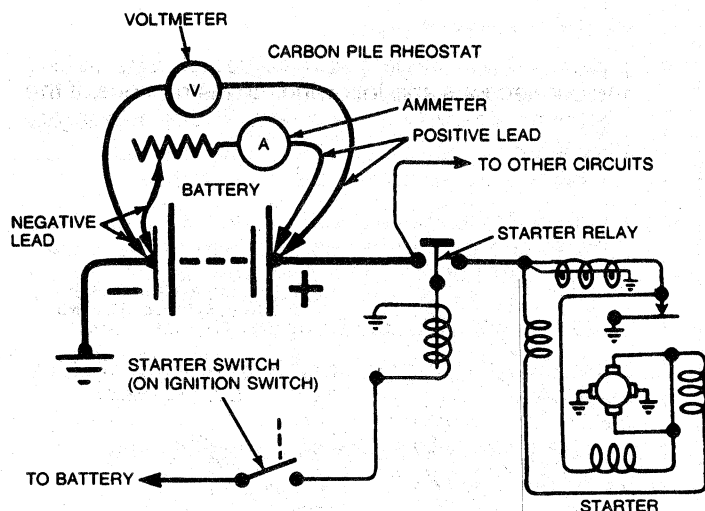 VOLTMETER
CARBON PILE RHEOSTAT
V
AMMETER
A
POSITIVE LEAD
TO OTHER CIRCUITS
BATTERY
NEGATIVE
LEAD
STARTER RELAY
− +
STARTER SWITCH
(ON IGNITION SWITCH)
TO BATTERY
STARTER